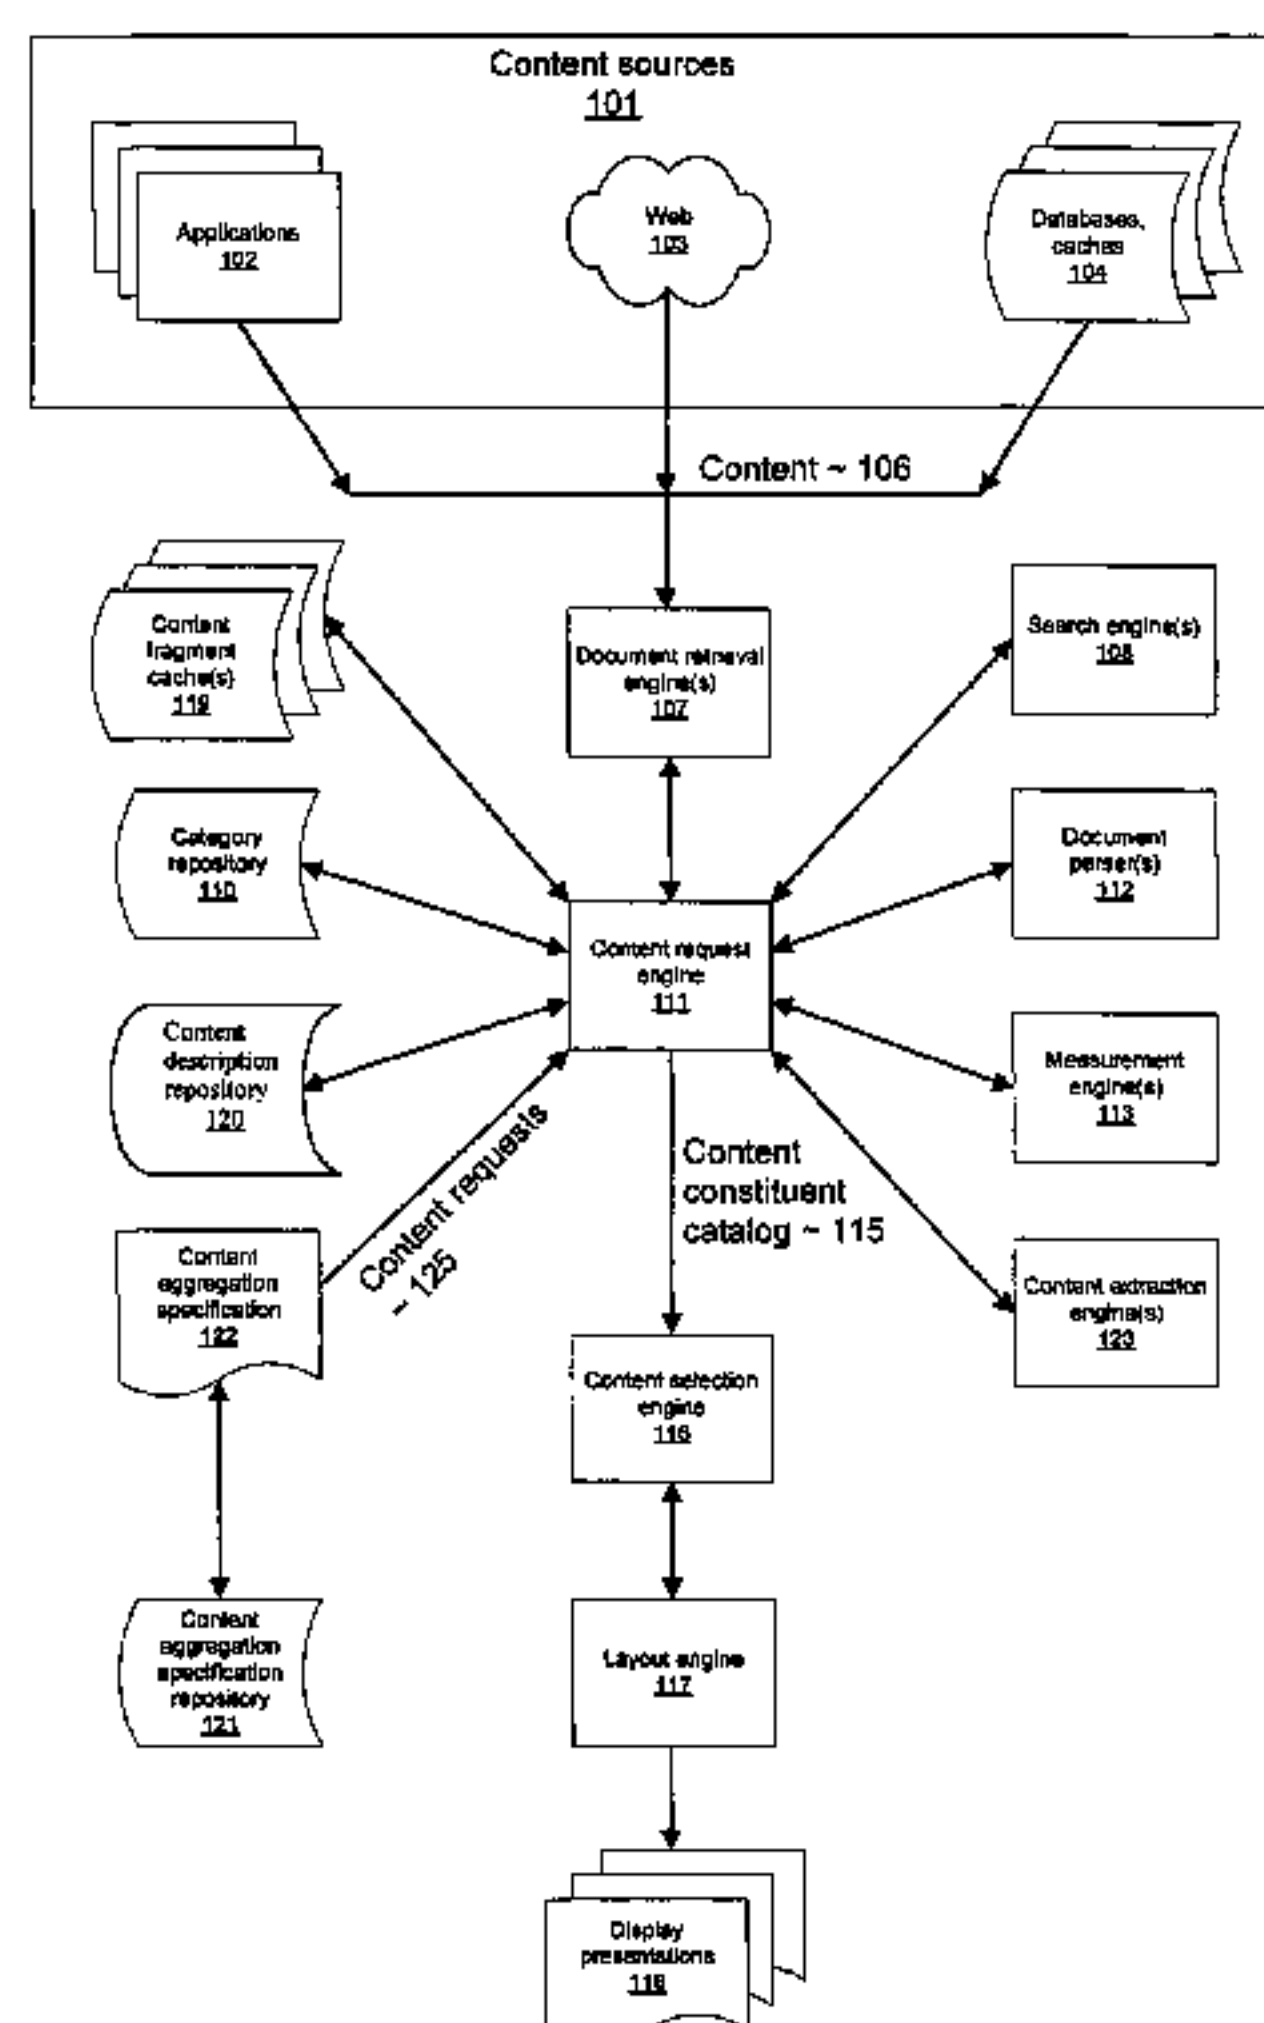 Content sources
101
Applications
102
Web
103
Databases,
caches
104
Content ~ 106
Content
fragment
cache(s)
119
Document retrieval
engine(s)
107
Search engine(s)
108
Category
repository
110
Document
parser(s)
112
Content request
engine
111
Content
description
repository
120
Measurement
engine(s)
113
Content requests
~ 125
Content
constituent
catalog ~ 115
Content
aggregation
specification
122
Content extraction
engine(s)
123
Content selection
engine
116
Content
aggregation
specification
repository
121
Layout engine
117
Display
presentations
118